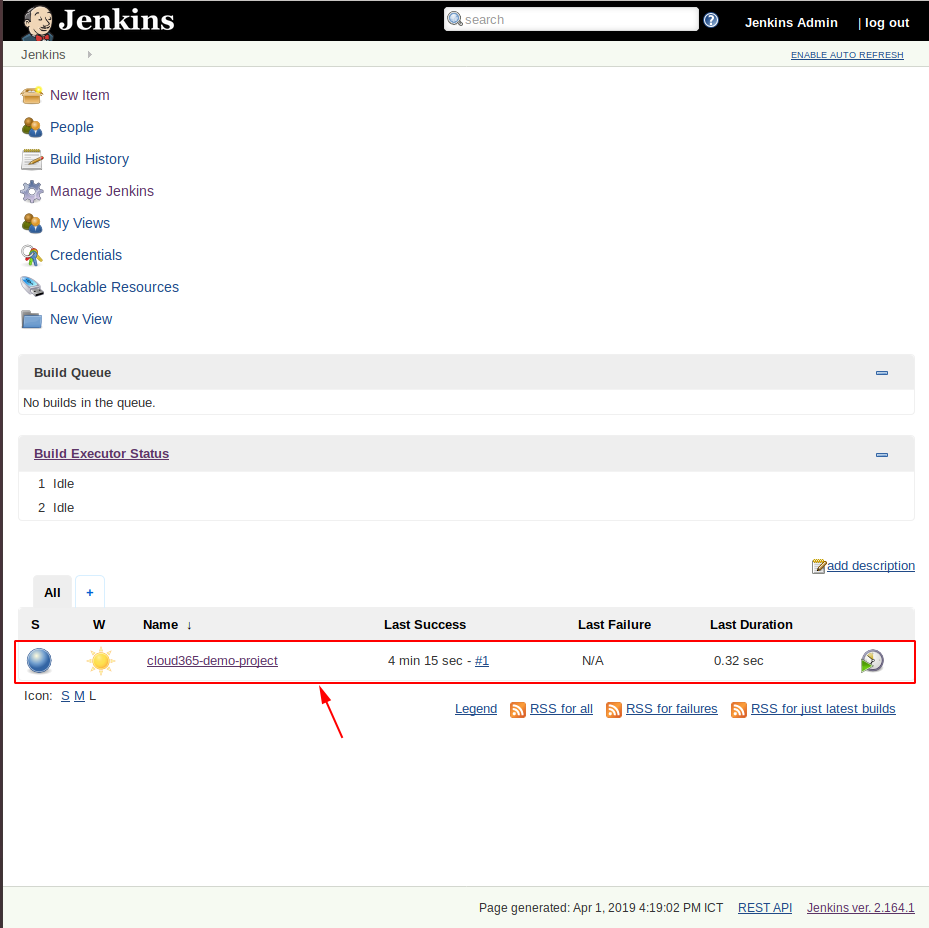 Jenkins search ? Jenkins Admin | log out
Jenkins ENABLE AUTO REFRESH
New Item
People
Build History
Manage Jenkins
My Views
Credentials
Lockable Resources
New View
Build Queue
No builds in the queue.
Build Executor Status
1 Idle
2 Idle
add description
All +
S W Name ↓ Last Success Last Failure Last Duration
cloud365-demo-project 4 min 15 sec - #1 N/A 0.32 sec
Icon: S M L
Legend RSS for all RSS for failures RSS for just latest builds
Page generated: Apr 1, 2019 4:19:02 PM ICT REST API Jenkins ver. 2.164.1